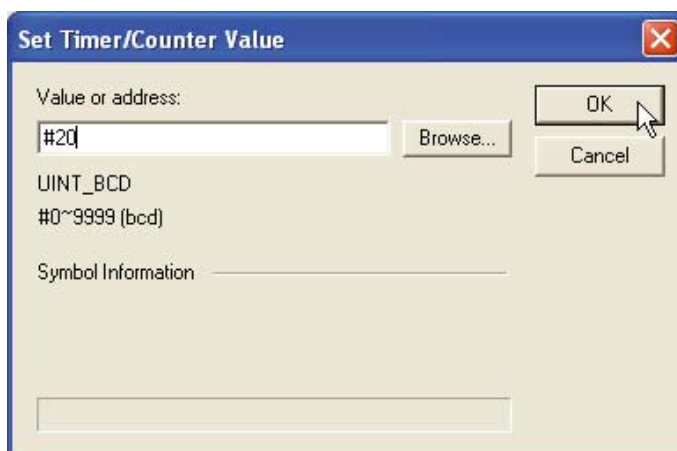 Set Timer/Counter Value
Value or address:
#20
Browse...
OK
Cancel
UINT_BCD
#0~9999 (bcd)
Symbol Information